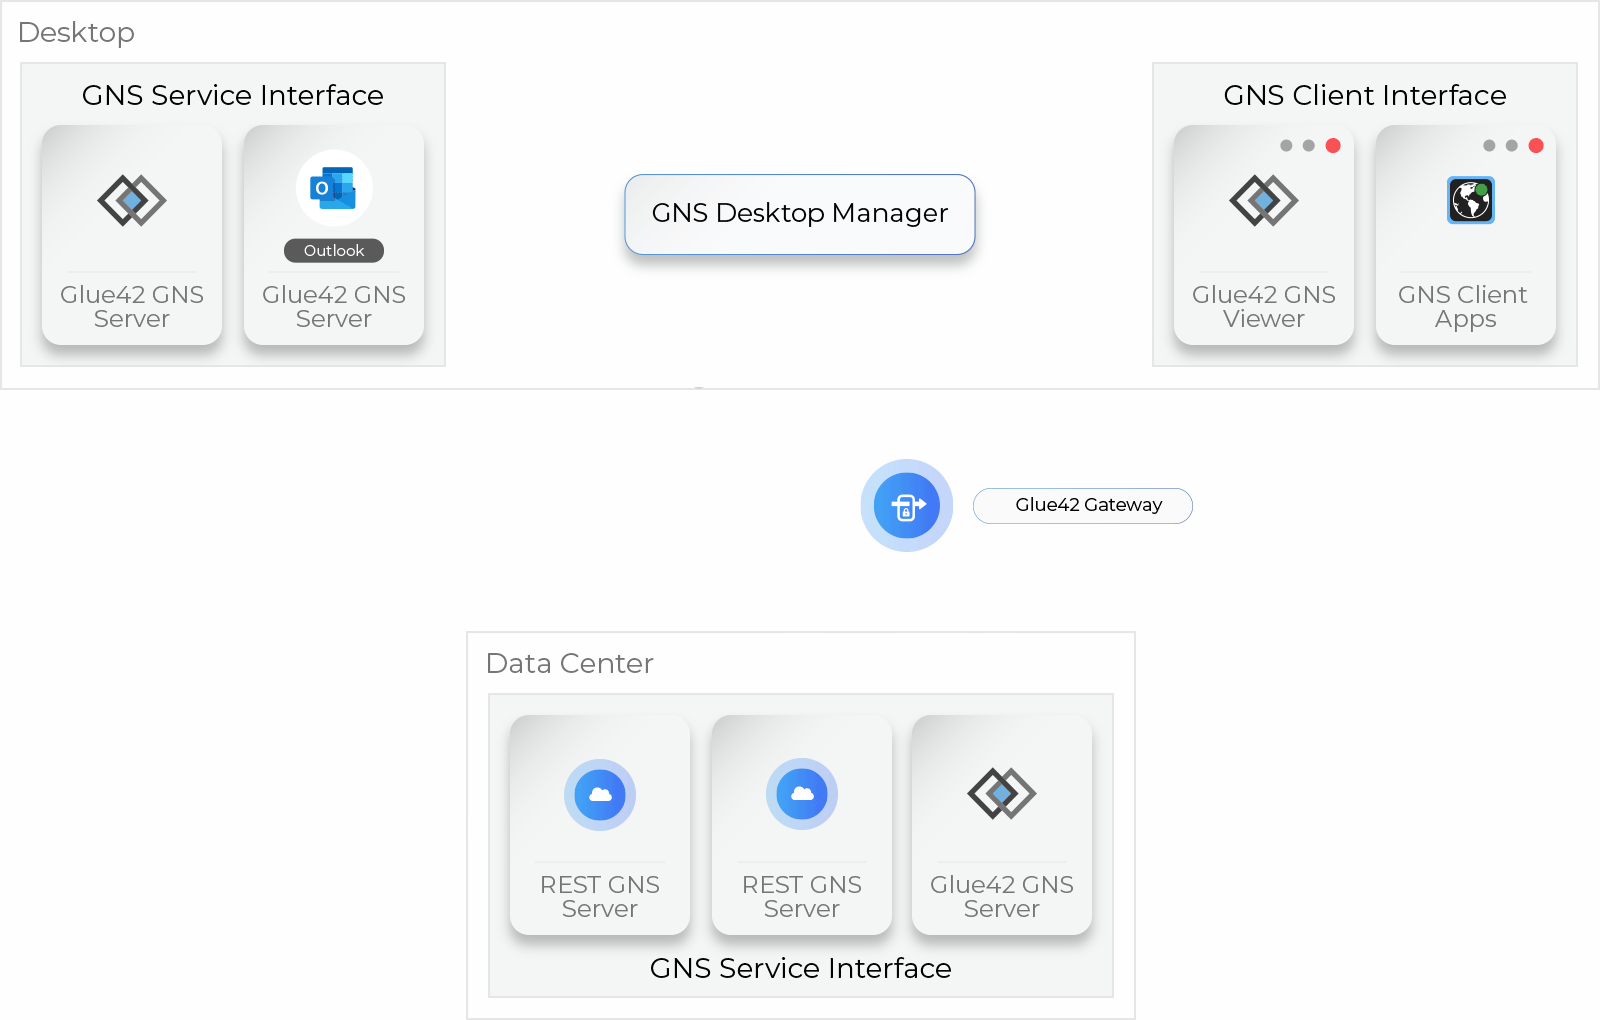 Desktop
GNS Service Interface
O
Outlook
Glue42 GNS
Server
Glue42 GNS
Server
GNS Desktop Manager
GNS Client Interface
Glue42 GNS
Viewer
GNS Client
Apps
Glue42 Gateway
Data Center
REST GNS
Server
REST GNS
Server
Glue42 GNS
Server
GNS Service Interface